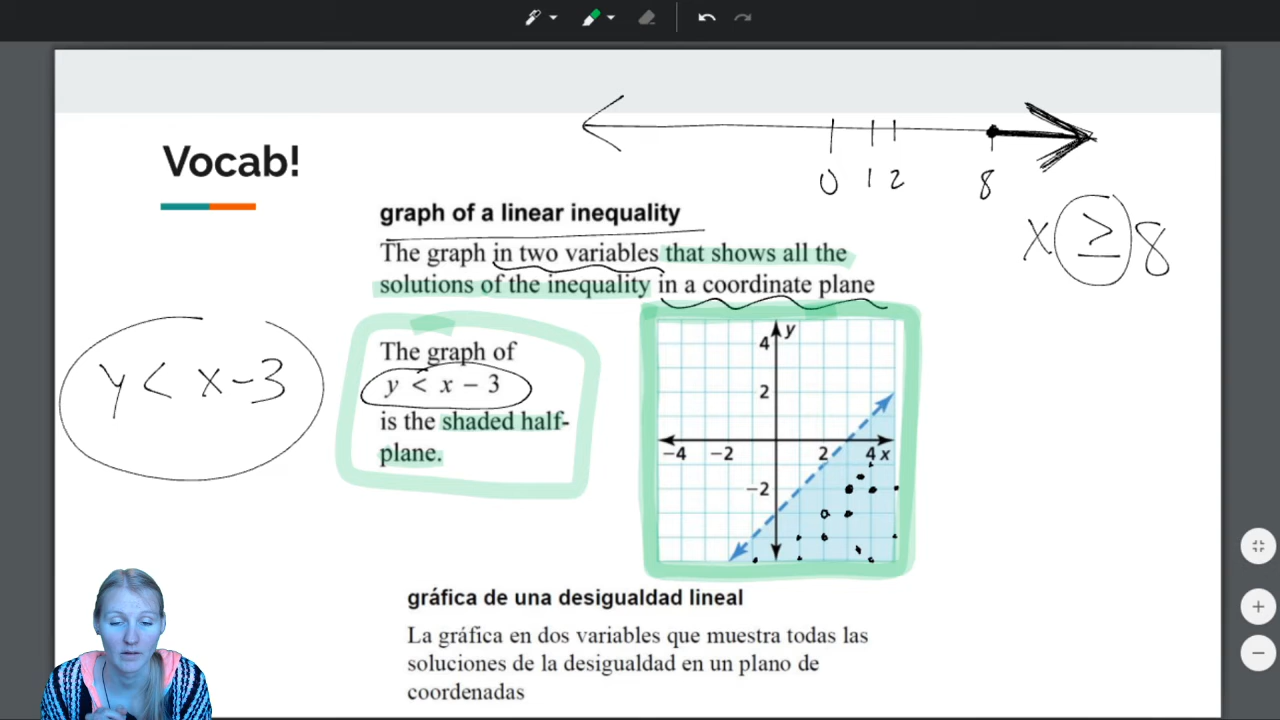 Vocab!
0 1 2 8
x ≥ 8
graph of a linear inequality
The graph in two variables that shows all the
solutions of the inequality in a coordinate plane
y < x - 3
The graph of
y < x − 3
is the shaded half-
plane.
y
4
2
−4 −2 2 4 x
−2
gráfica de una desigualdad lineal
La gráfica en dos variables que muestra todas las
soluciones de la desigualdad en un plano de
coordenadas